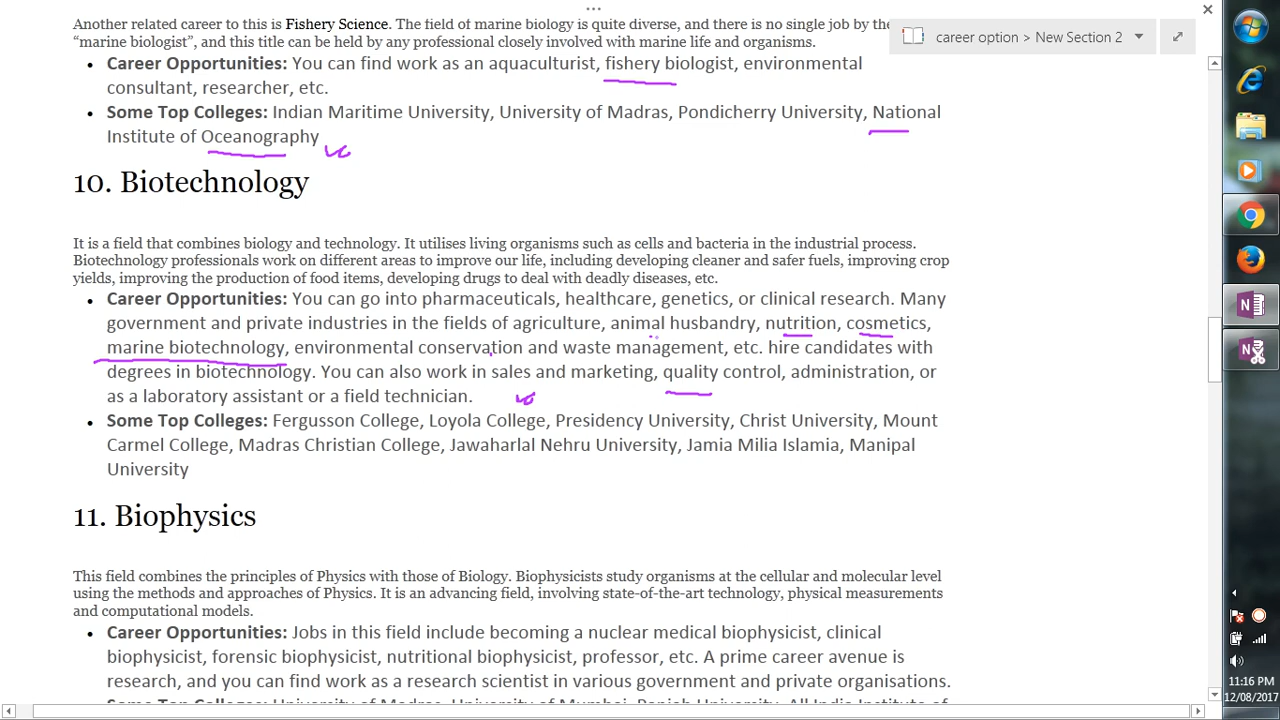 Another related career to this is Fishery Science. The field of marine biology is quite diverse, and there is no single job by the
“marine biologist”, and this title can be held by any professional closely involved with marine life and organisms.
career option > New Section 2
• Career Opportunities: You can find work as an aquaculturist, fishery biologist, environmental
consultant, researcher, etc.
• Some Top Colleges: Indian Maritime University, University of Madras, Pondicherry University, National
Institute of Oceanography
10. Biotechnology
It is a field that combines biology and technology. It utilises living organisms such as cells and bacteria in the industrial process.
Biotechnology professionals work on different areas to improve our life, including developing cleaner and safer fuels, improving crop
yields, improving the production of food items, developing drugs to deal with deadly diseases, etc.
• Career Opportunities: You can go into pharmaceuticals, healthcare, genetics, or clinical research. Many
government and private industries in the fields of agriculture, animal husbandry, nutrition, cosmetics,
marine biotechnology, environmental conservation and waste management, etc. hire candidates with
degrees in biotechnology. You can also work in sales and marketing, quality control, administration, or
as a laboratory assistant or a field technician.
• Some Top Colleges: Fergusson College, Loyola College, Presidency University, Christ University, Mount
Carmel College, Madras Christian College, Jawaharlal Nehru University, Jamia Milia Islamia, Manipal
University
11. Biophysics
This field combines the principles of Physics with those of Biology. Biophysicists study organisms at the cellular and molecular level
using the methods and approaches of Physics. It is an advancing field, involving state-of-the-art technology, physical measurements
and computational models.
• Career Opportunities: Jobs in this field include becoming a nuclear medical biophysicist, clinical
biophysicist, forensic biophysicist, nutritional biophysicist, professor, etc. A prime career avenue is
research, and you can find work as a research scientist in various government and private organisations.
• Some Top Colleges: University of Madras, University of Mumbai, Panjab University, All India Institute of
11:16 PM
12/08/2017